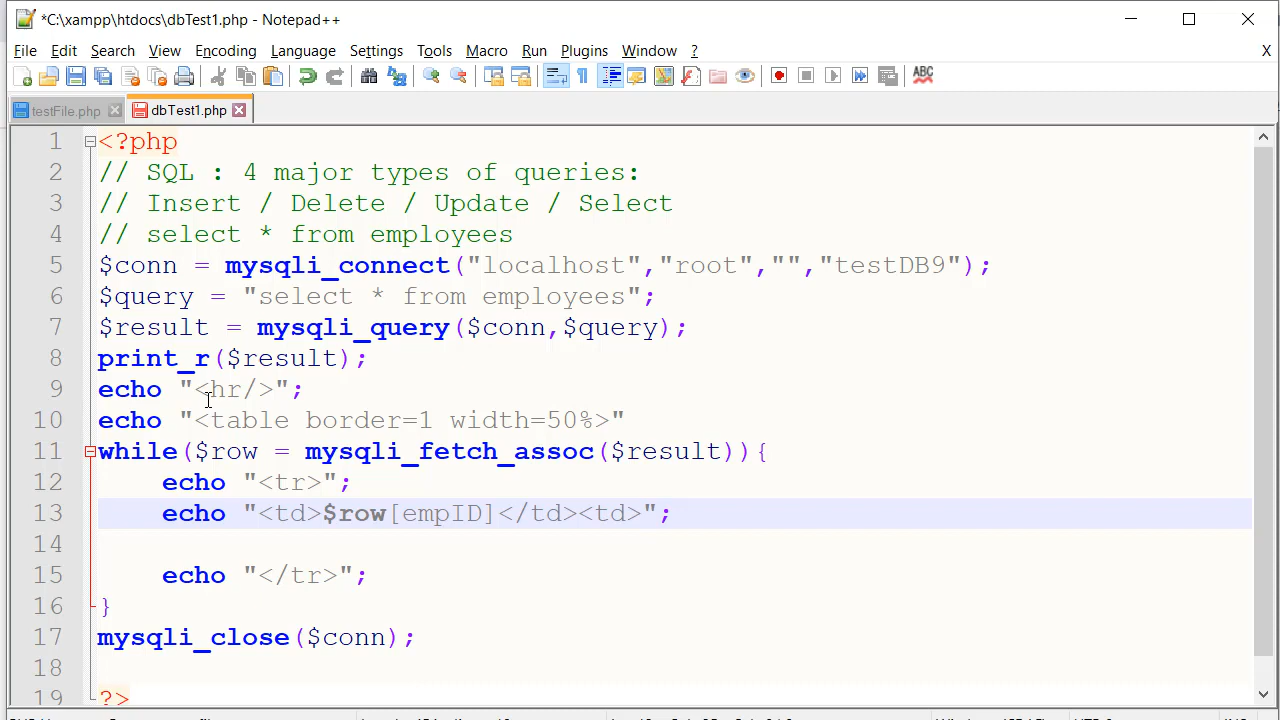 *C:\xampp\htdocs\dbTest1.php - Notepad++
File Edit Search View Encoding Language Settings Tools Macro Run Plugins Window ? X
ABC
testFile.php dbTest1.php
1 <?php
2 // SQL : 4 major types of queries:
3 // Insert / Delete / Update / Select
4 // select * from employees
5 $conn = mysqli_connect("localhost","root","","testDB9");
6 $query = "select * from employees";
7 $result = mysqli_query($conn,$query);
8 print_r($result);
9 echo "<hr/>";
10 echo "<table border=1 width=50%>"
11 while($row = mysqli_fetch_assoc($result)){
12 echo "<tr>";
13 echo "<td>$row[empID]</td><td>";
14
15 echo "</tr>";
16 }
17 mysqli_close($conn);
18
19 ?>